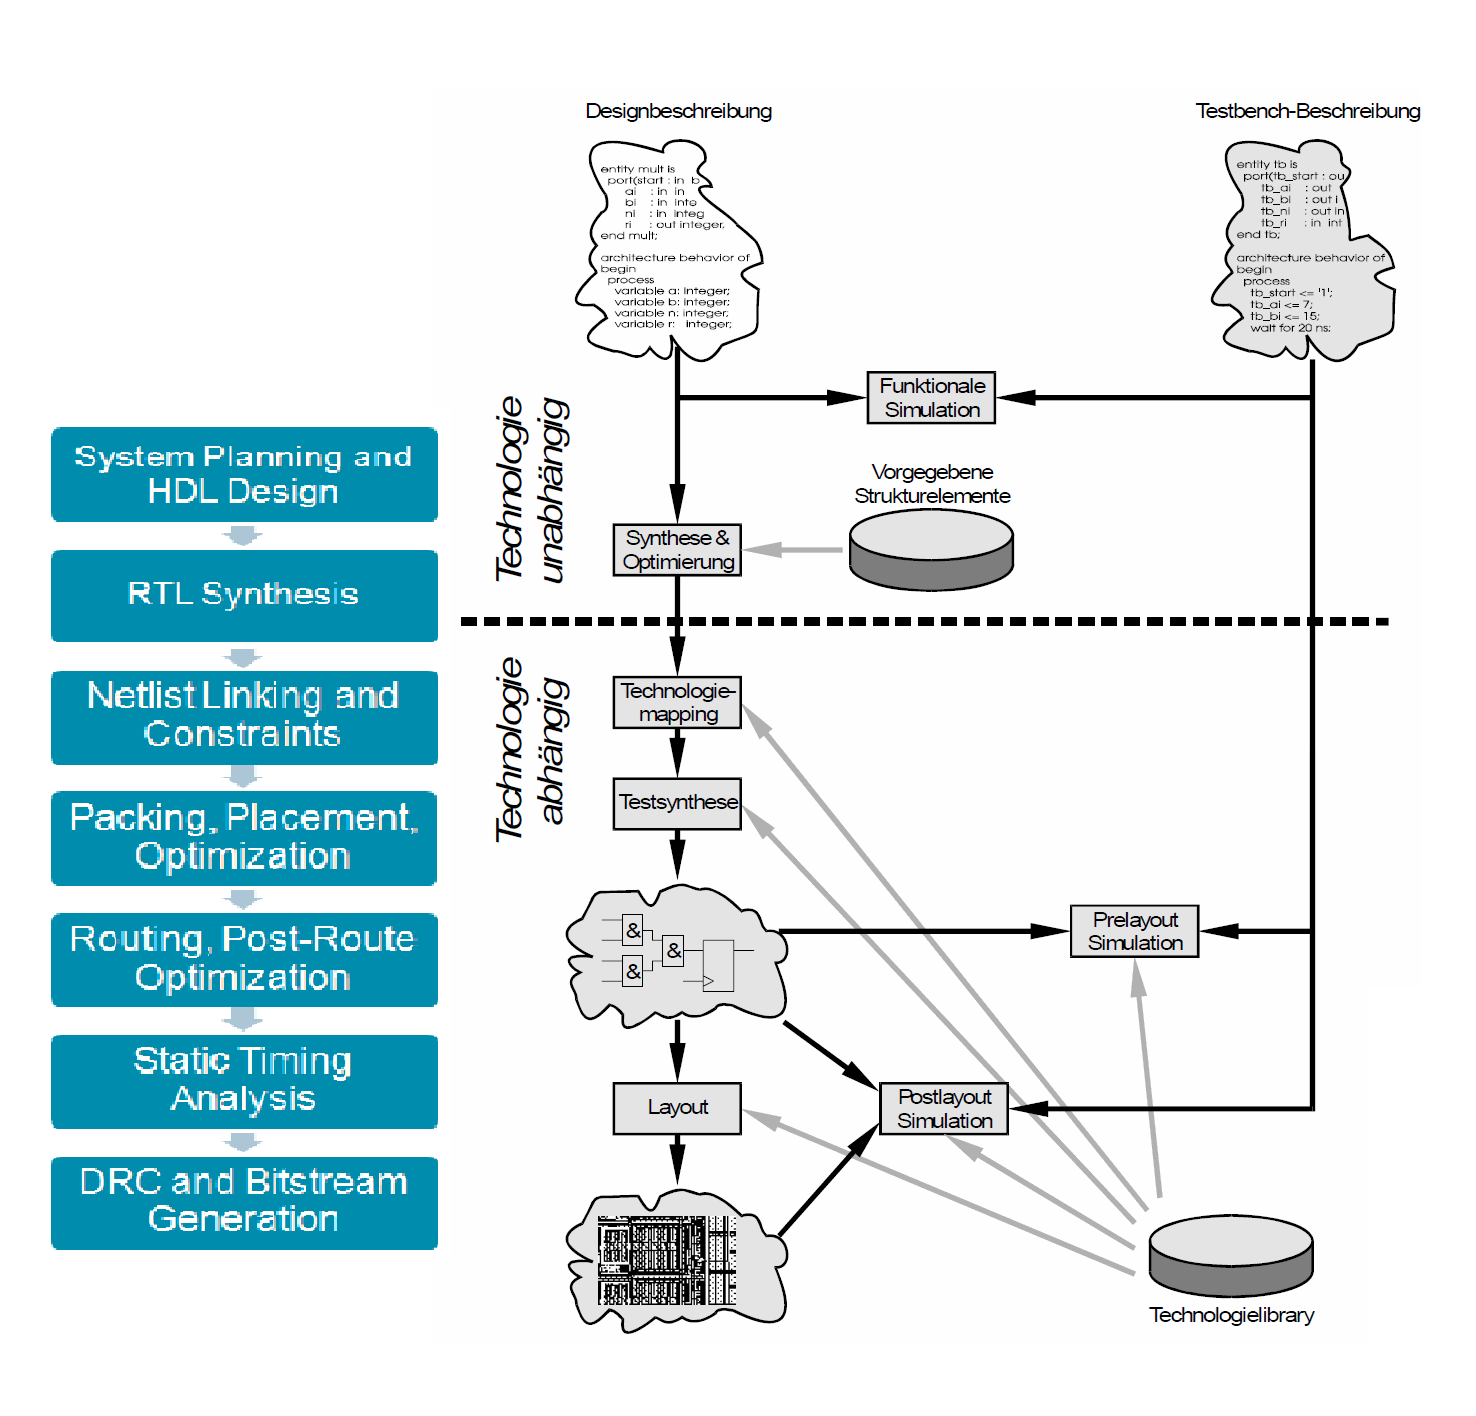 Designbeschreibung
entity mult is
port(start : in b
ai : in in
bi : in inte
ni : in integ
ri : out integer,
end mult;
architecture behavior of
begin
process
variable a: integer;
variable b: integer;
variable n: integer;
variable r: integer;
Testbench-Beschreibung
entity tb is
port(tb_start : ou
tb_ai : out
tb_bi : out i
tb_ni : out in
tb_ri : in int
end tb;
architecture behavior of
begin
process
tb_start <= '1';
tb_ai <= 7;
tb_bi <= 15;
wait for 20 ns;
Funktionale
Simulation
Technologie
unabhängig
Vorgegebene
Strukturelemente
Synthese &
Optimierung
Technologie
abhängig
Technologie-
mapping
Testsynthese
&
&
&
Prelayout
Simulation
Layout
Postlayout
Simulation
Technologielibrary
System Planning and
HDL Design
RTL Synthesis
Netlist Linking and
Constraints
Packing, Placement,
Optimization
Routing, Post-Route
Optimization
Static Timing
Analysis
DRC and Bitstream
Generation